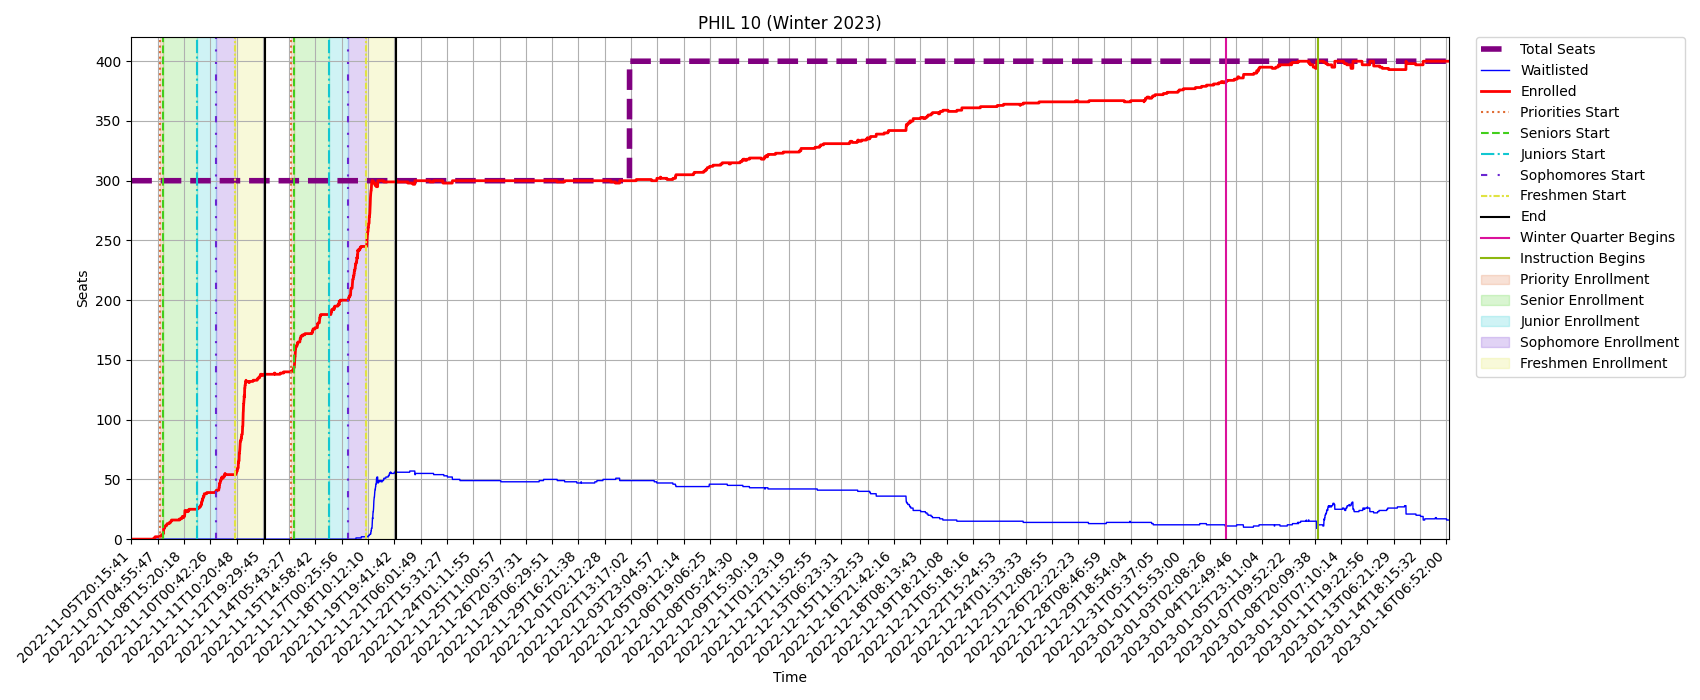 PHIL 10 (Winter 2023)
Seats
400
350
300
250
200
150
100
50
0
2022-11-05T20:15:41
2022-11-07T04:55:47
2022-11-08T15:20:18
2022-11-10T00:42:26
2022-11-11T10:20:48
2022-11-12T19:29:45
2022-11-14T05:43:27
2022-11-15T14:58:42
2022-11-17T00:25:56
2022-11-18T10:12:10
2022-11-19T19:41:42
2022-11-21T06:01:49
2022-11-22T15:31:27
2022-11-24T01:11:55
2022-11-25T11:00:57
2022-11-26T20:37:31
2022-11-28T06:29:51
2022-11-29T16:21:38
2022-12-01T02:12:28
2022-12-02T13:17:02
2022-12-03T23:04:57
2022-12-05T09:12:14
2022-12-06T19:06:25
2022-12-08T05:24:30
2022-12-09T15:30:19
2022-12-11T01:23:19
2022-12-12T11:52:55
2022-12-13T06:23:31
2022-12-15T11:32:53
2022-12-16T21:42:16
2022-12-18T08:13:43
2022-12-19T18:21:08
2022-12-21T05:18:16
2022-12-22T15:24:53
2022-12-24T01:33:33
2022-12-25T12:08:55
2022-12-26T22:22:23
2022-12-28T08:46:59
2022-12-29T18:54:04
2022-12-31T05:37:05
2023-01-01T15:53:00
2023-01-03T02:08:26
2023-01-04T12:49:46
2023-01-05T23:11:04
2023-01-07T09:52:22
2023-01-08T20:09:38
2023-01-10T07:10:14
2023-01-11T19:22:56
2023-01-13T06:21:29
2023-01-14T18:15:32
2023-01-16T06:52:00
Time
Total Seats
Waitlisted
Enrolled
Priorities Start
Seniors Start
Juniors Start
Sophomores Start
Freshmen Start
End
Winter Quarter Begins
Instruction Begins
Priority Enrollment
Senior Enrollment
Junior Enrollment
Sophomore Enrollment
Freshmen Enrollment